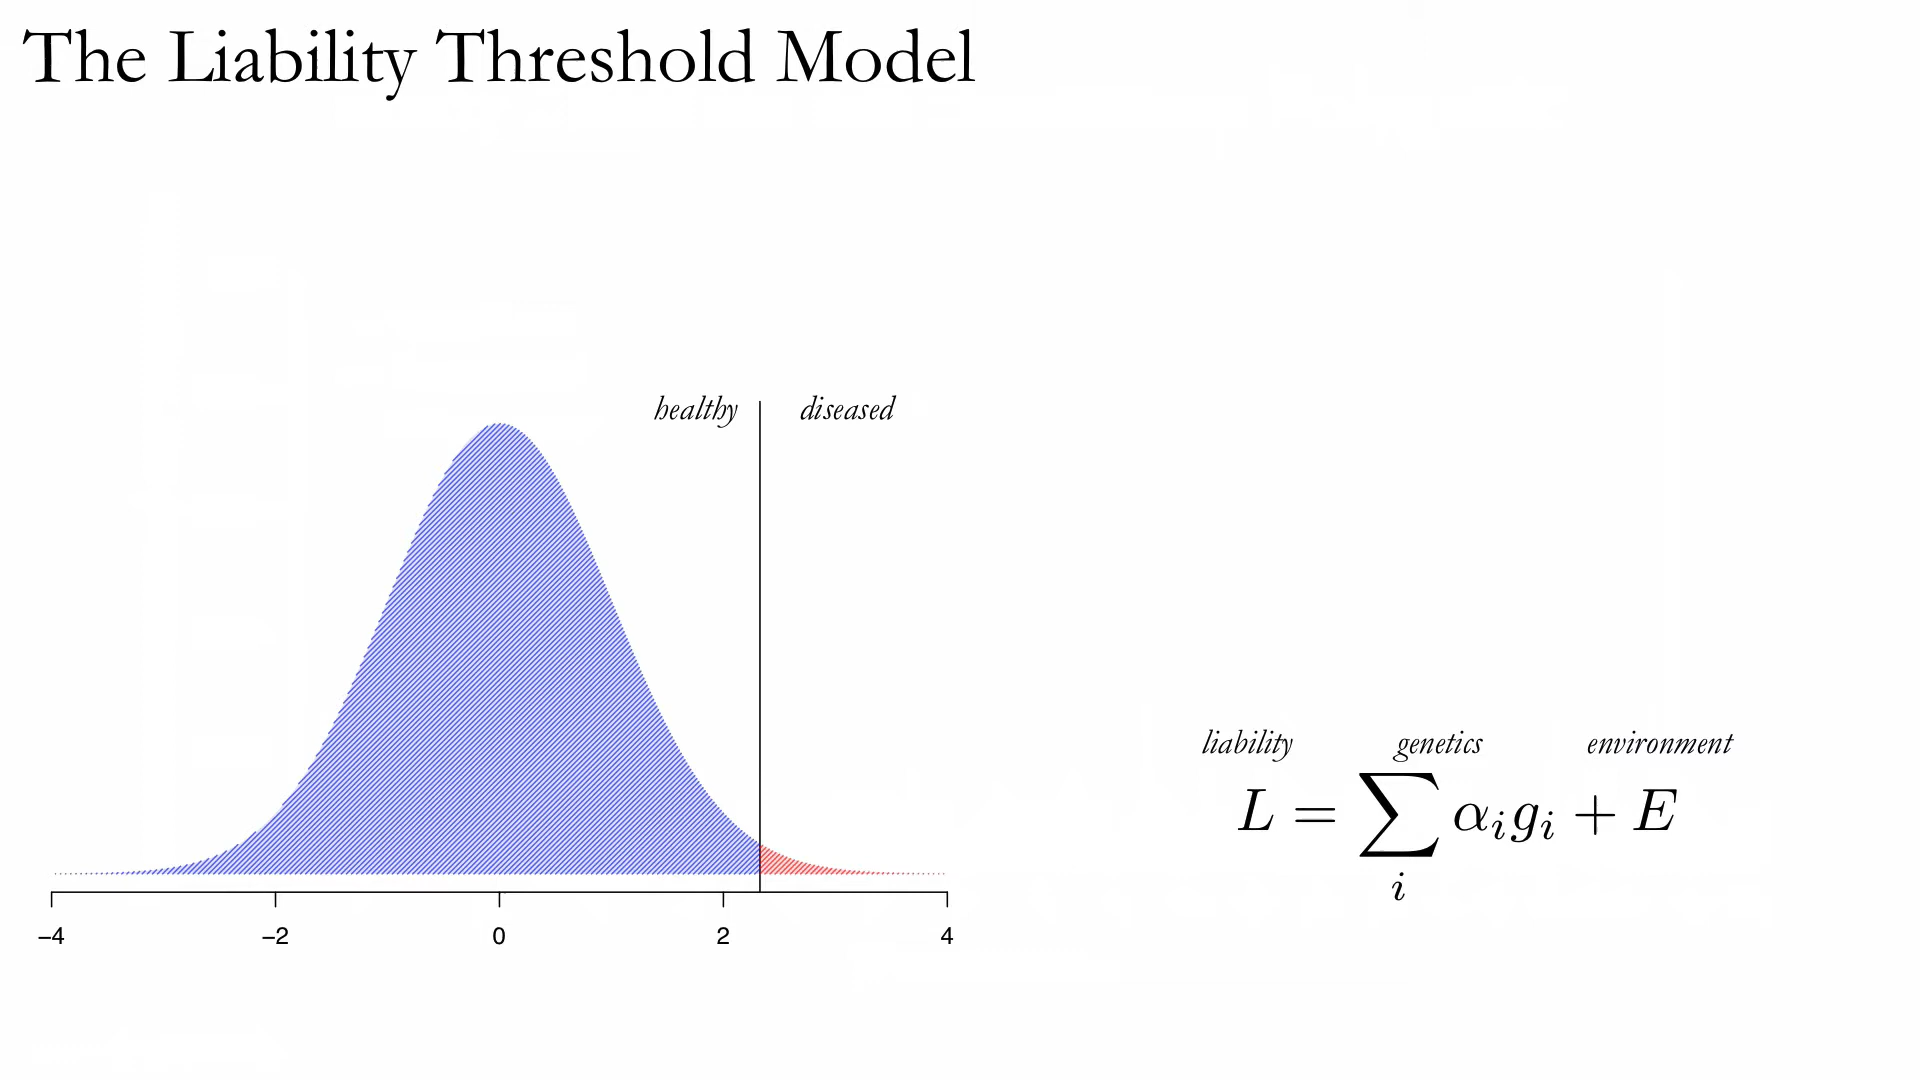 The Liability Threshold Model
healthy diseased
−4 −2 0 2 4
liability genetics environment
L = ∑ αᵢgᵢ + E
i